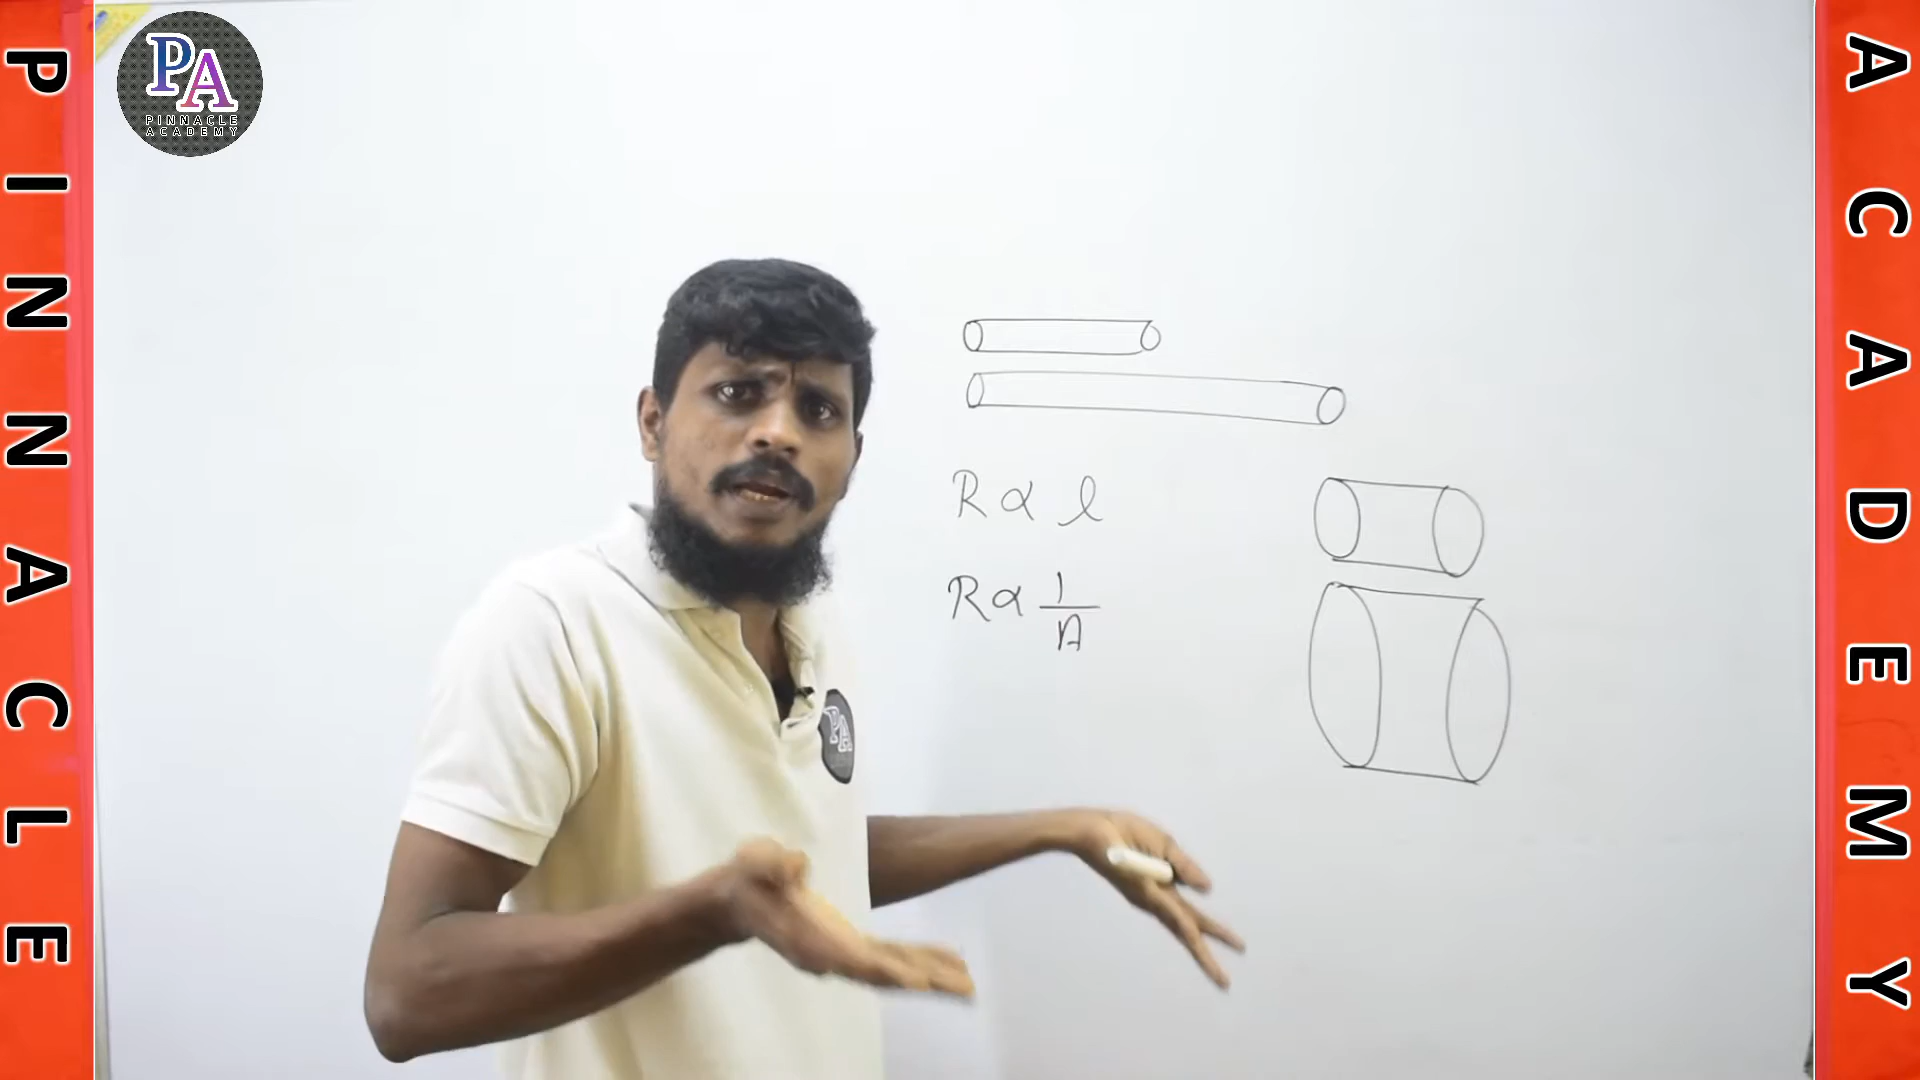 PINNACLE
PA
PINNACLE
ACADEMY
R ∝ l
R ∝ 1/A
PA
ACADEMY